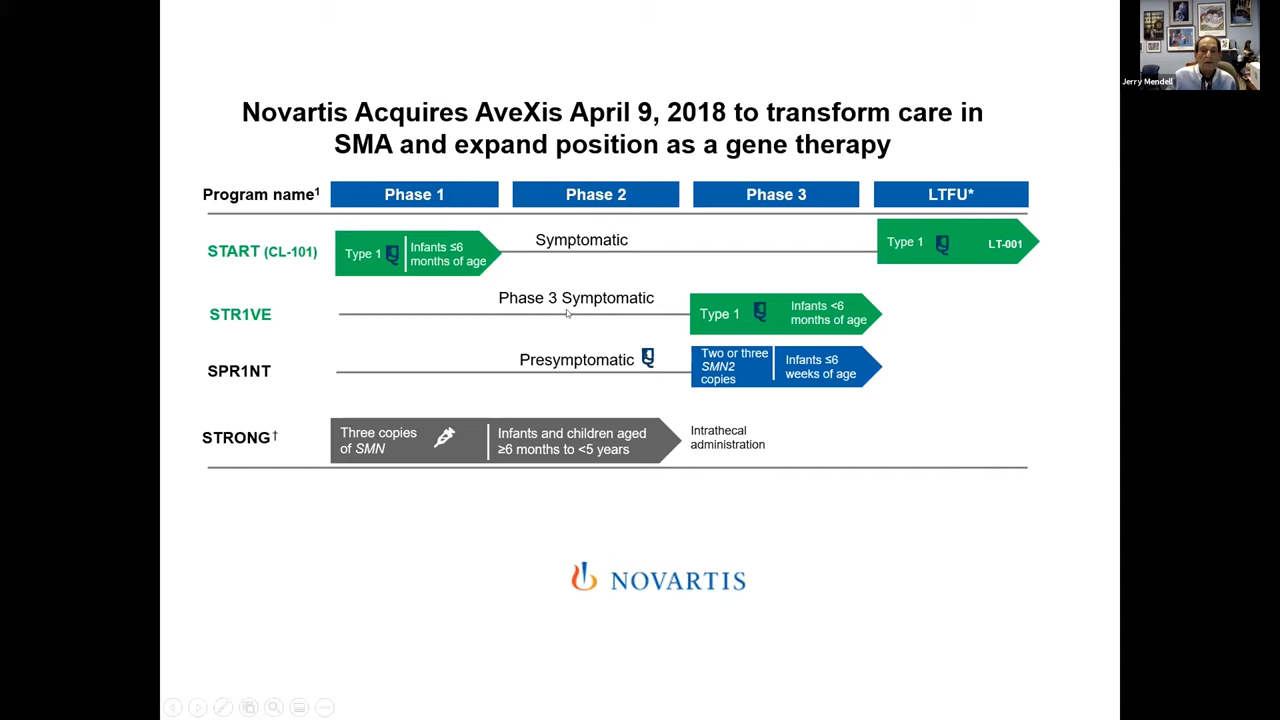 Jerry Mendell
Novartis Acquires AveXis April 9, 2018 to transform care in
SMA and expand position as a gene therapy
Program name1
Phase 1
Phase 2
Phase 3
LTFU*
START (CL-101)
Type 1
Infants ≤6
months of age
Symptomatic
Type 1
LT-001
STR1VE
Phase 3 Symptomatic
Type 1
Infants <6
months of age
SPR1NT
Presymptomatic
Two or three
SMN2
copies
Infants ≤6
weeks of age
STRONG†
Three copies
of SMN
Infants and children aged
≥6 months to <5 years
Intrathecal
administration
NOVARTIS